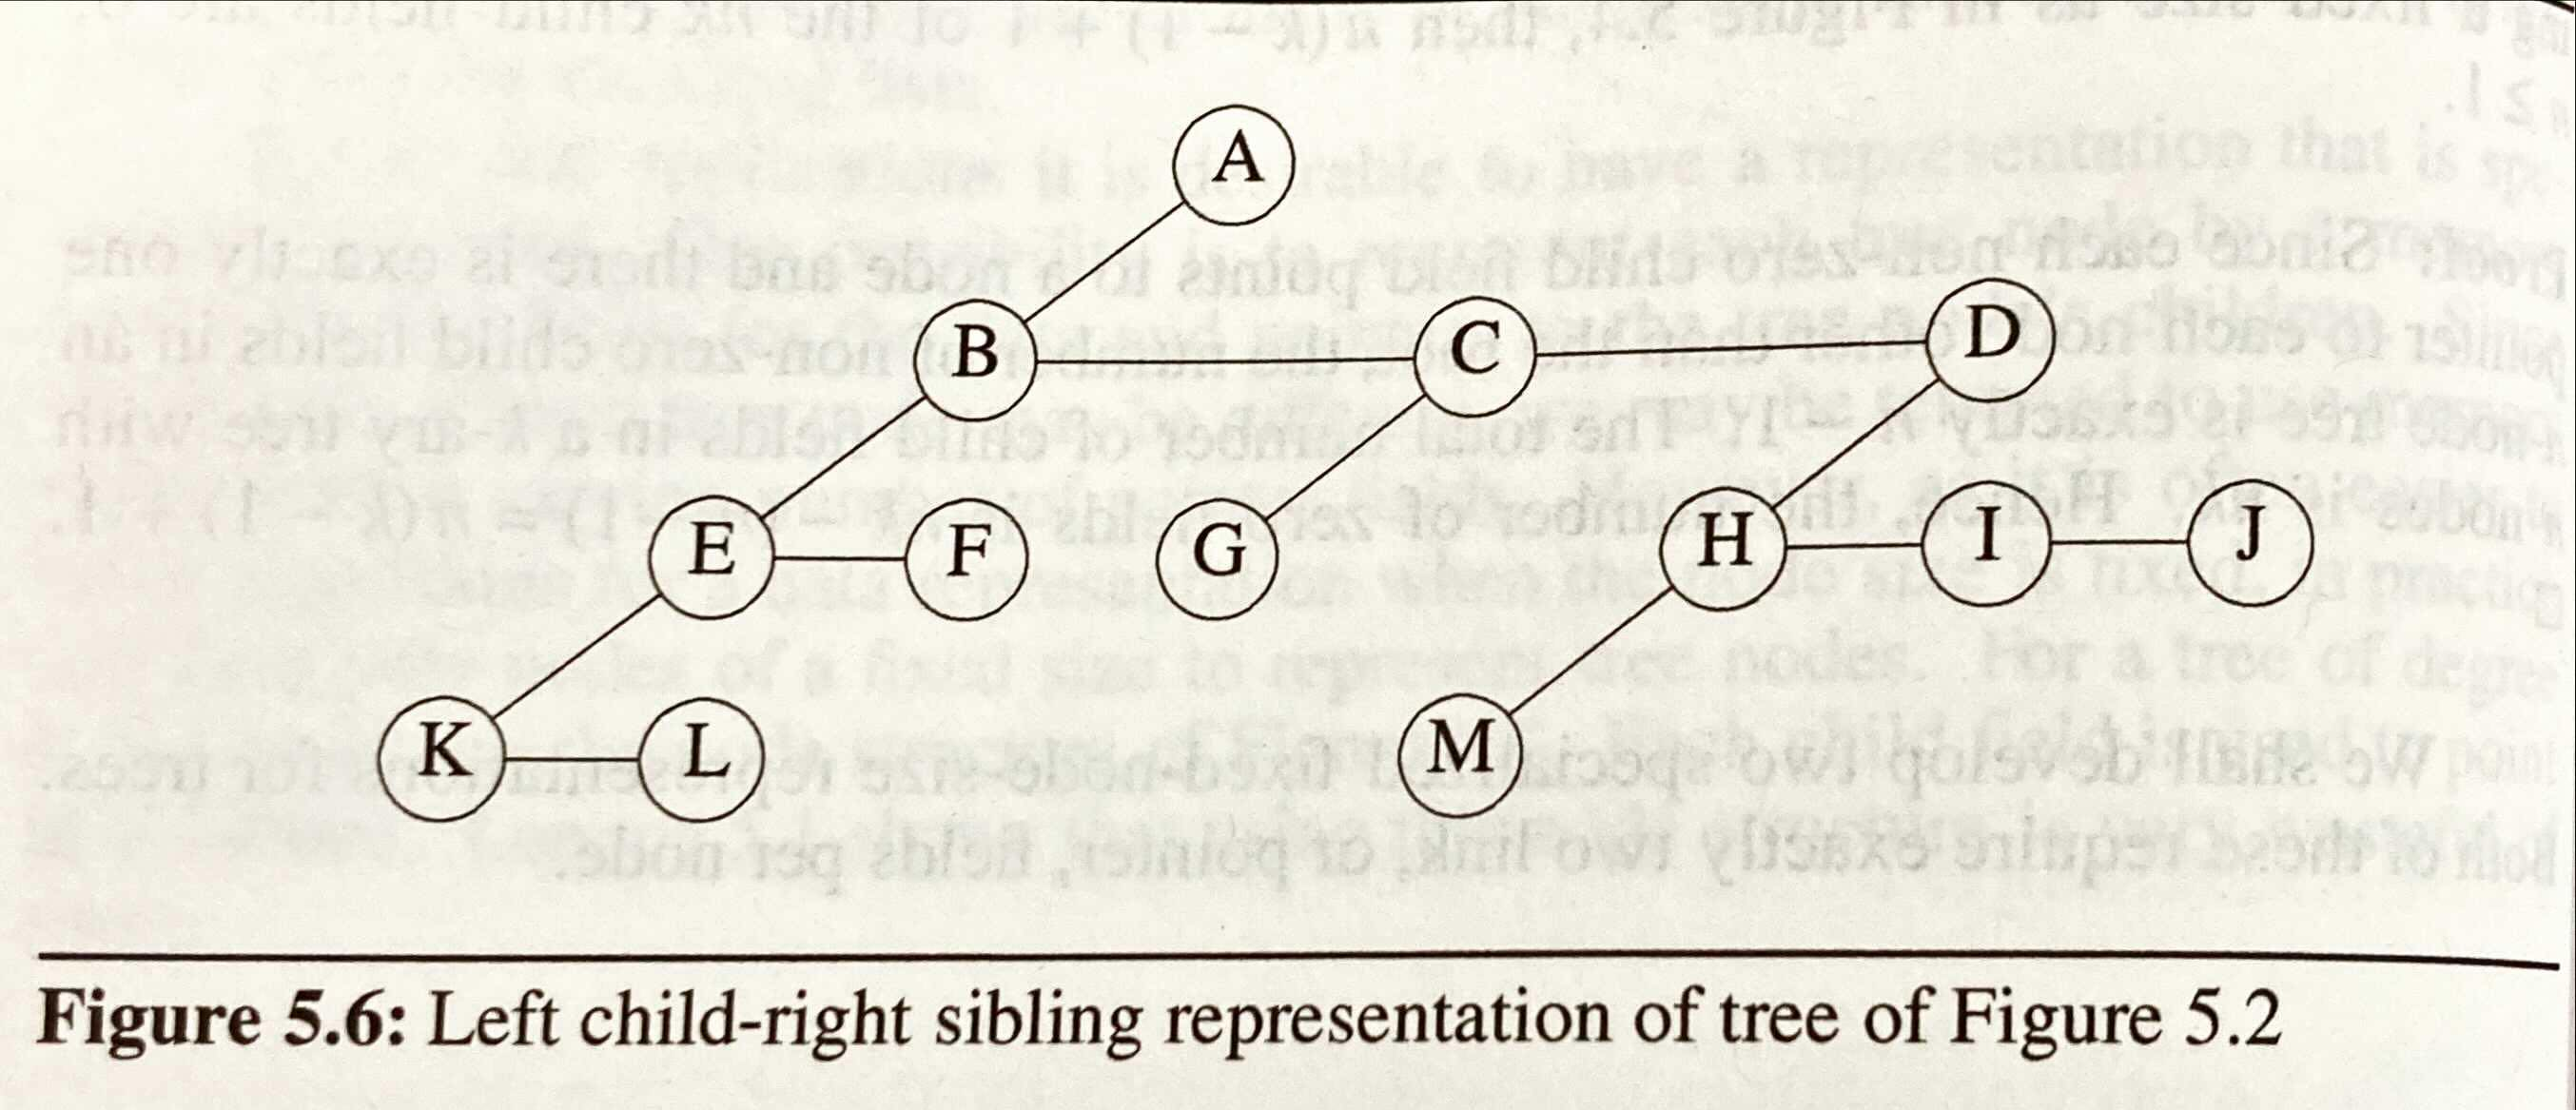 A
B C D
E F G H I J
K L M
Figure 5.6: Left child-right sibling representation of tree of Figure 5.2